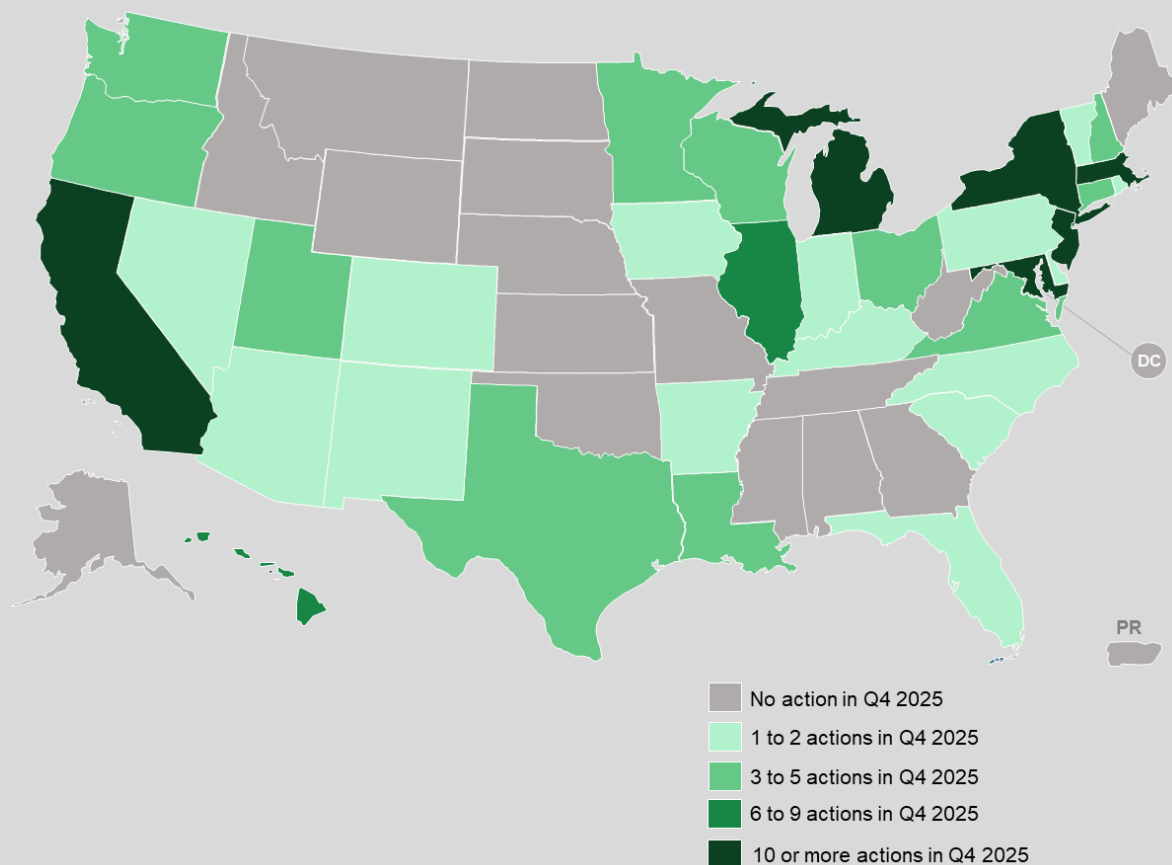 DC
PR
No action in Q4 2025
1 to 2 actions in Q4 2025
3 to 5 actions in Q4 2025
6 to 9 actions in Q4 2025
10 or more actions in Q4 2025